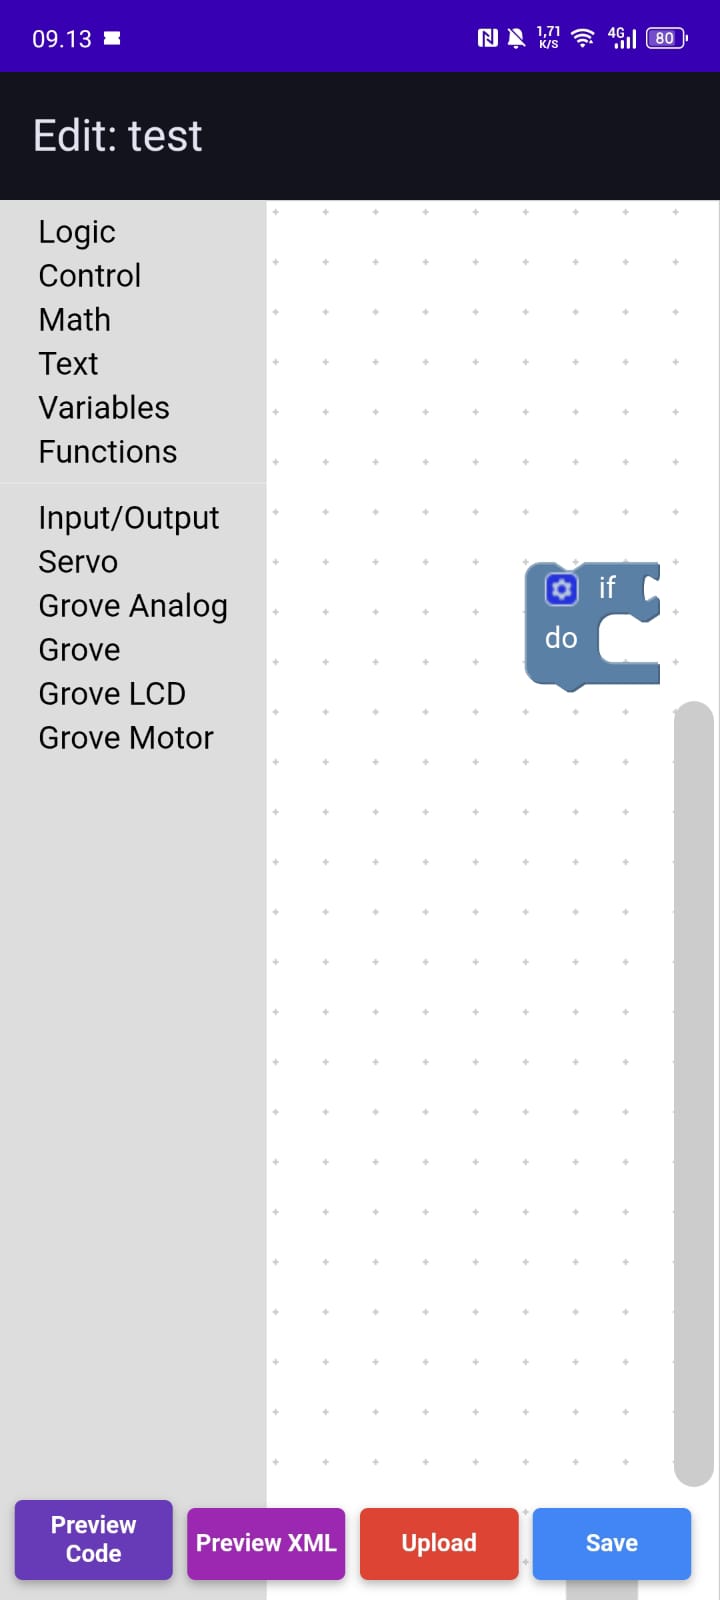 09.13 1,71 K/S 4G 80
Edit: test
Logic
Control
Math
Text
Variables
Functions
Input/Output
Servo
Grove Analog
Grove
Grove LCD
Grove Motor
if
do
Preview
Code
Preview XML
Upload
Save